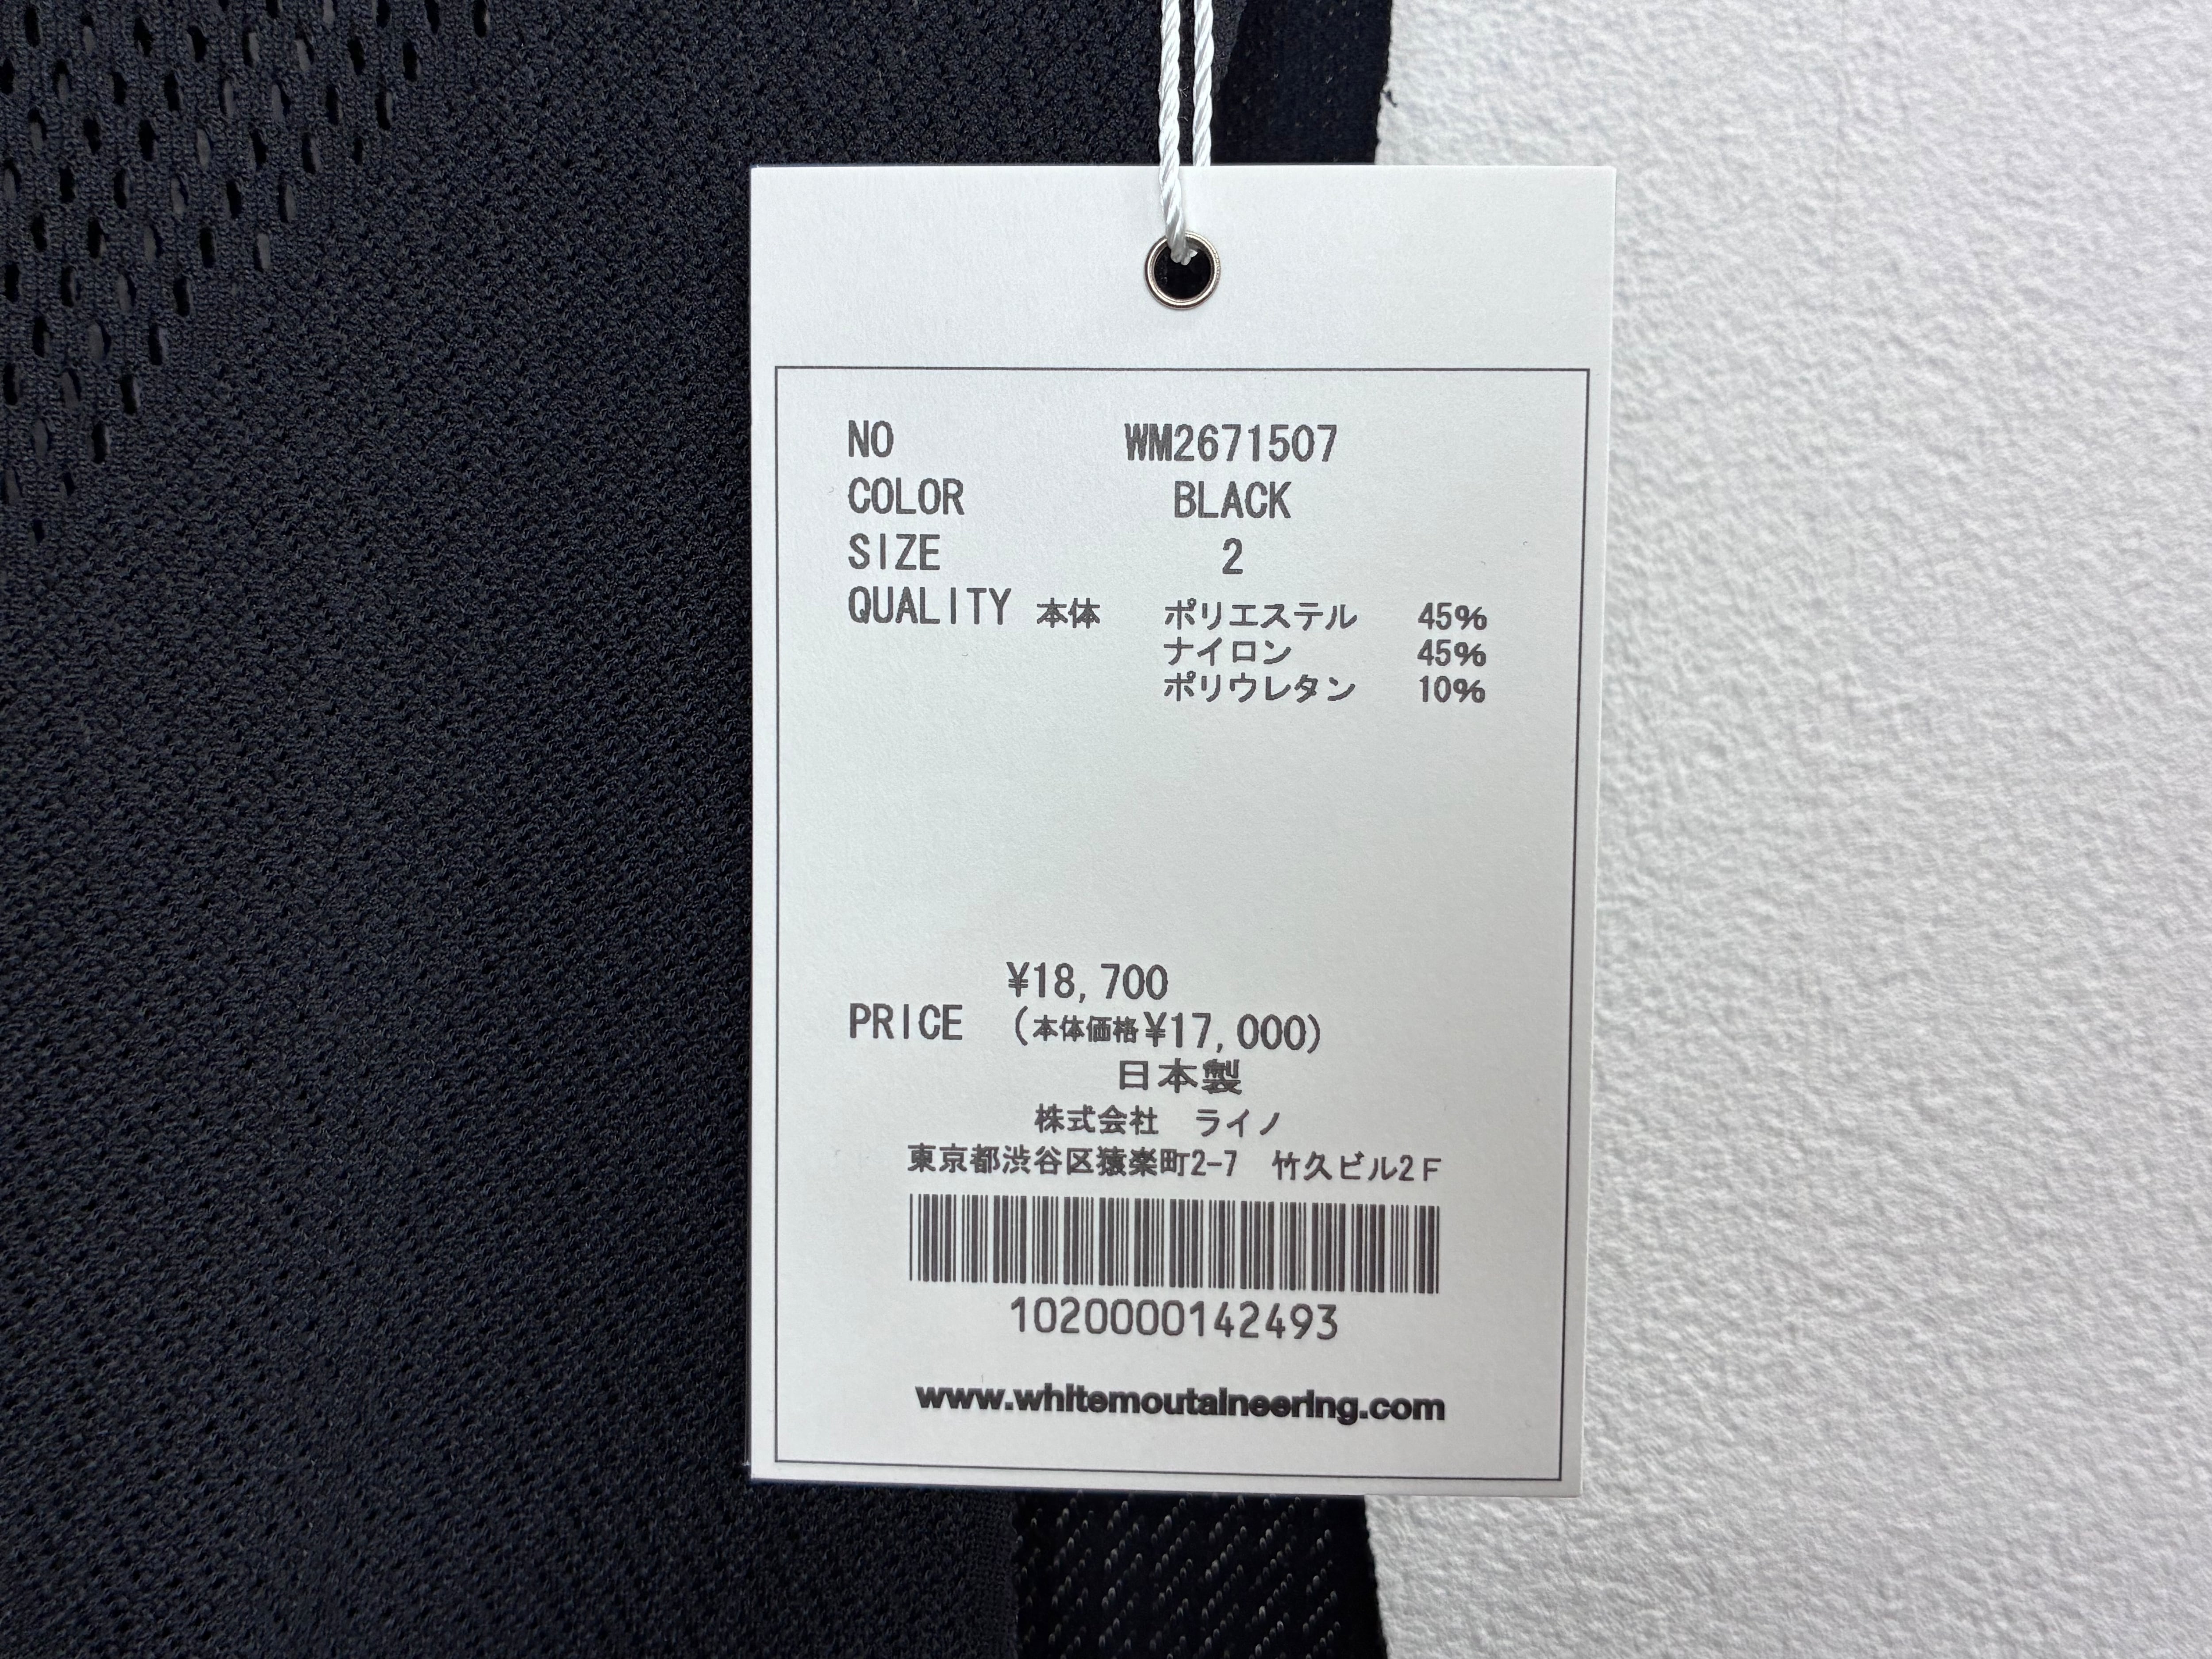 NO WM2671507
COLOR BLACK
SIZE 2
QUALITY 本体 ポリエステル 45%
ナイロン 45%
ポリウレタン 10%
¥18,700
PRICE (本体価格¥17,000)
日本製
株式会社 ライノ
東京都渋谷区猿楽町2-7 竹久ビル2F
1020000142493
www.whitemoutaineering.com